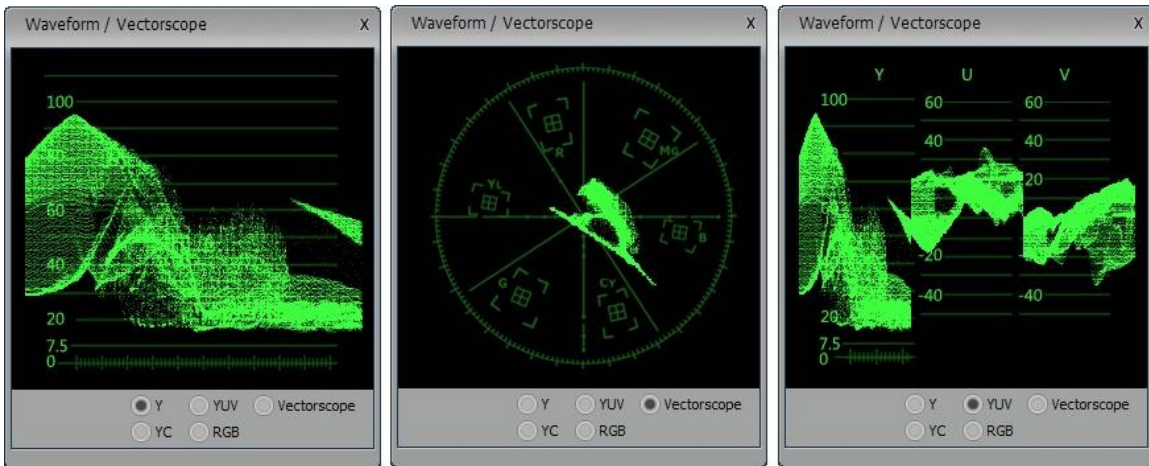 Waveform / Vectorscope X
100
60
40
20
7.5
0
Y YUV Vectorscope
YC RGB
Waveform / Vectorscope X
R
MG
YL
B
G
CY
Y YUV Vectorscope
YC RGB
Waveform / Vectorscope X
Y U V
100 60 60
40 40
20
60
40 -20
-40 -40
20
7.5
0
Y YUV Vectorscope
YC RGB